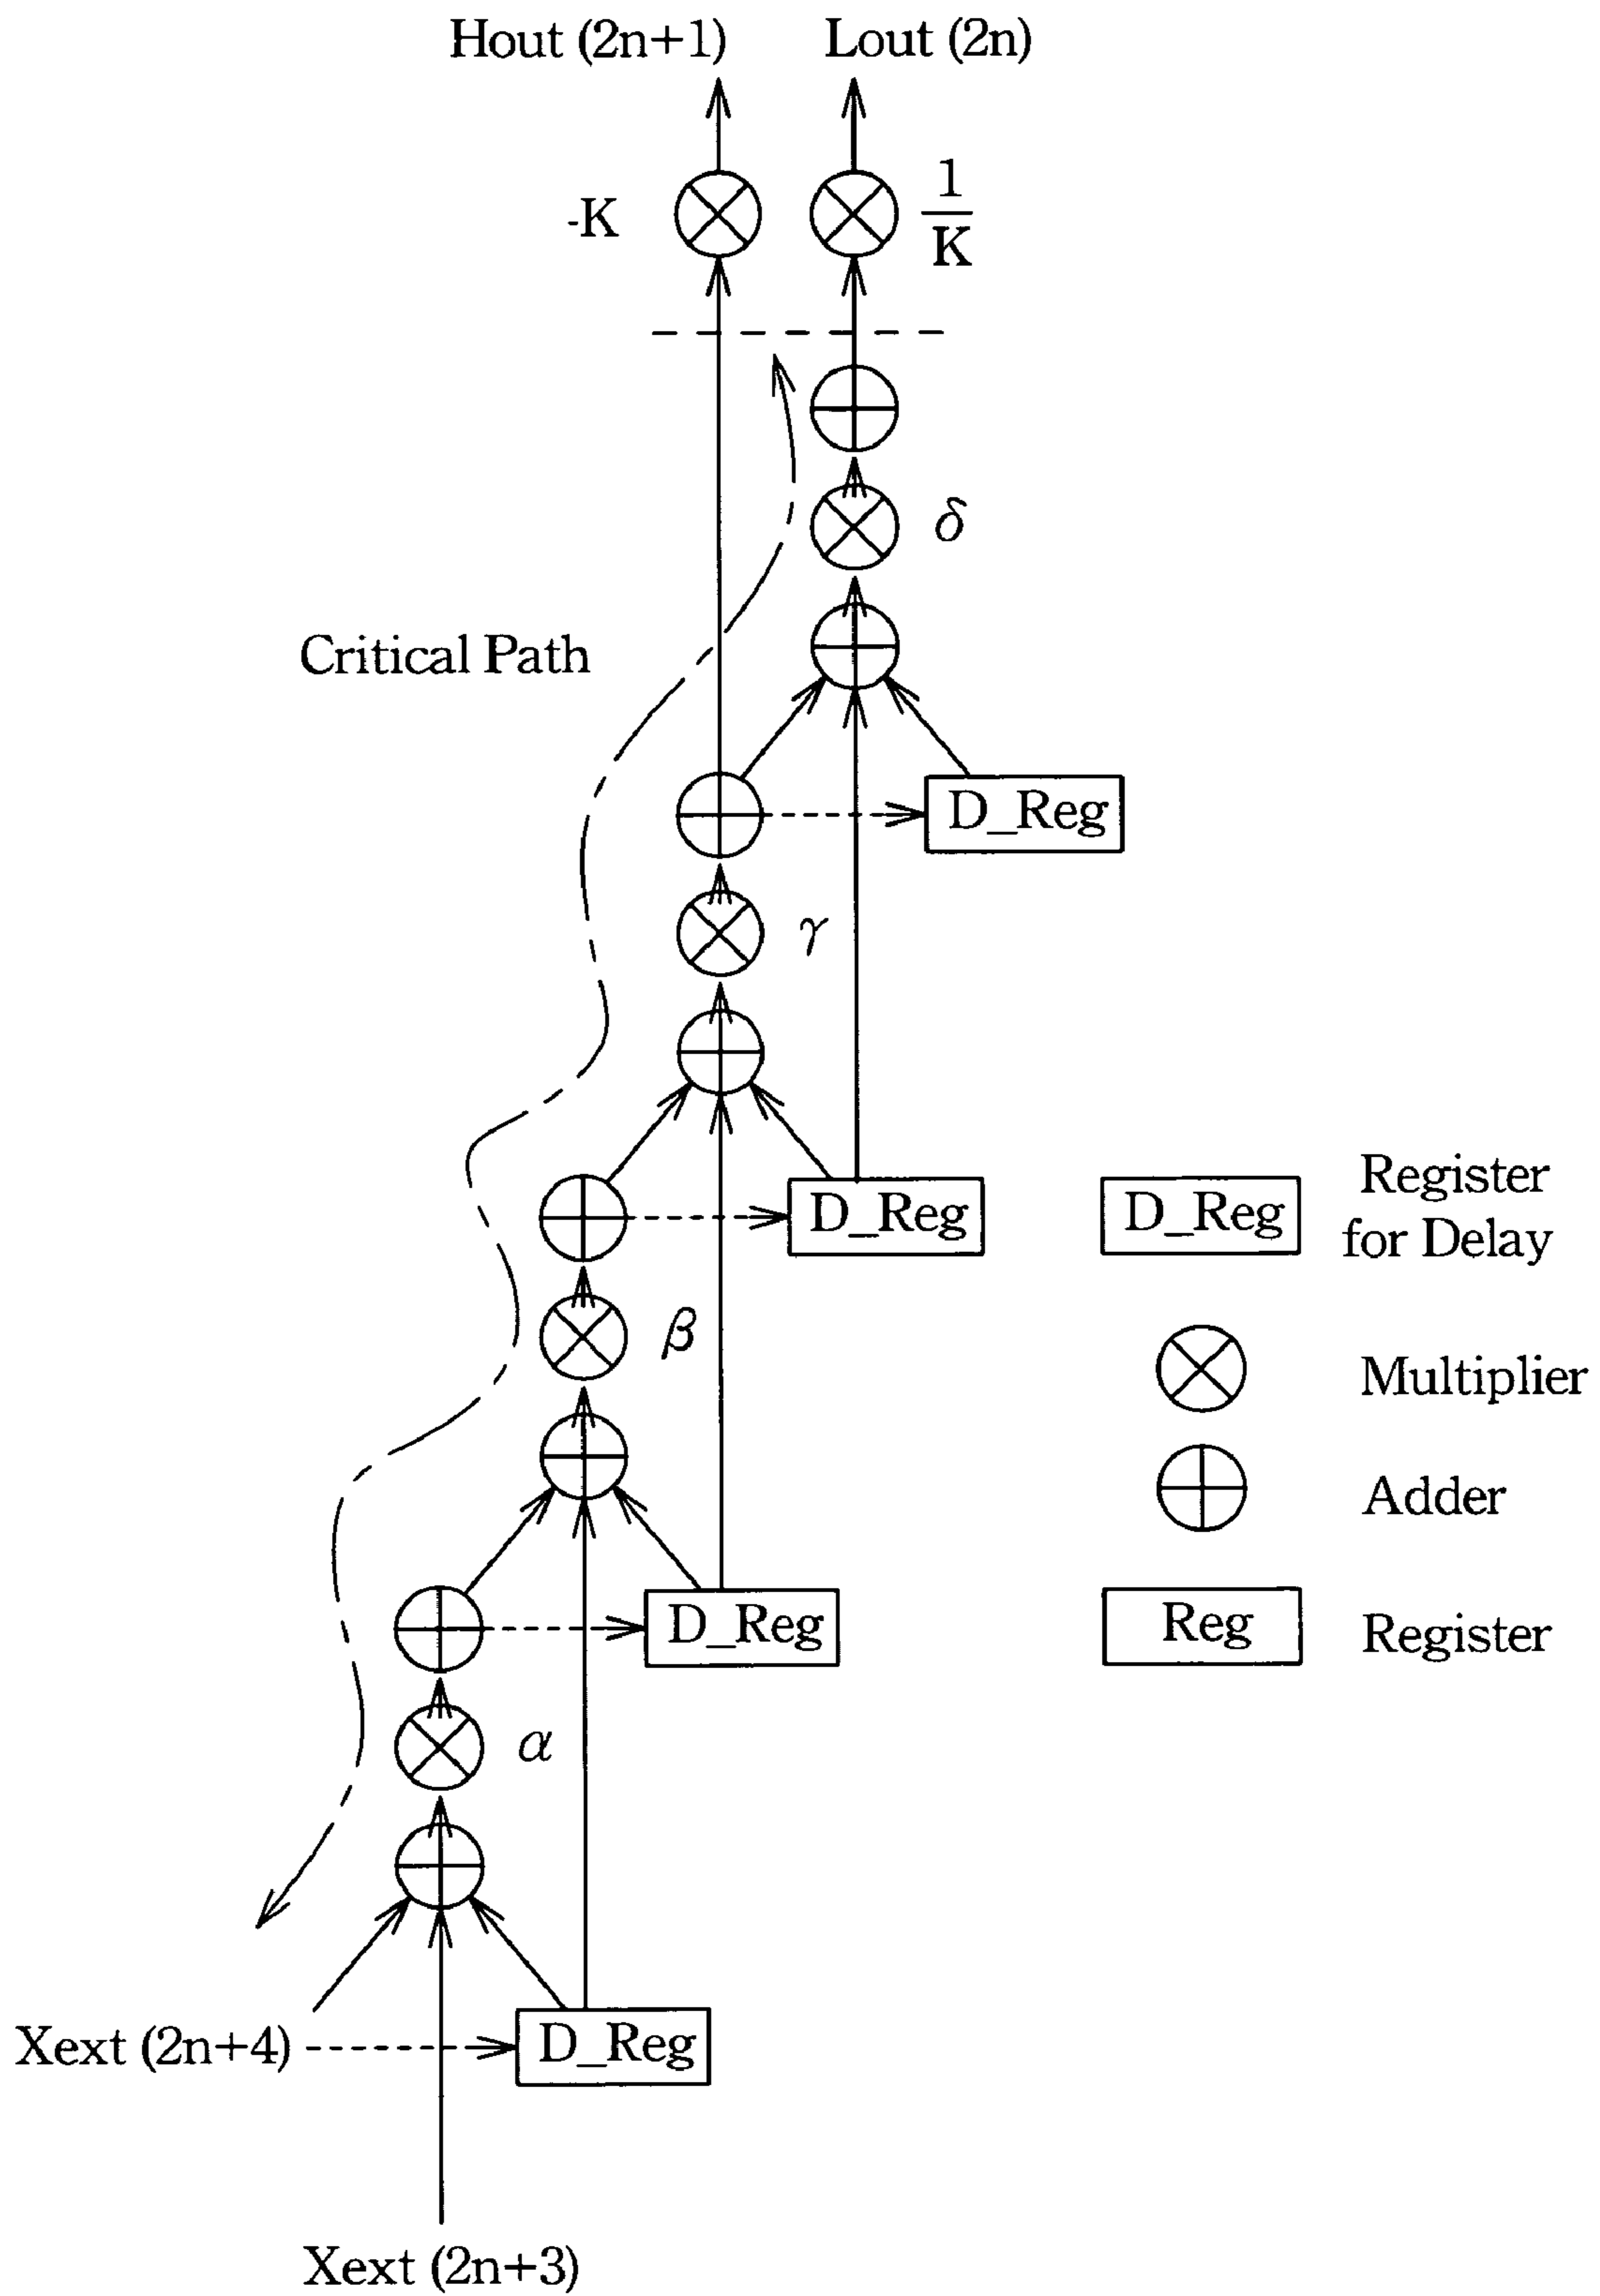 Hout (2n+1)
Lout (2n)
-K
1
K
δ
Critical Path
D_Reg
γ
D_Reg
D_Reg
Register
for Delay
β
Multiplier
Adder
D_Reg
Reg
Register
α
Xext (2n+4)
D_Reg
Xext (2n+3)